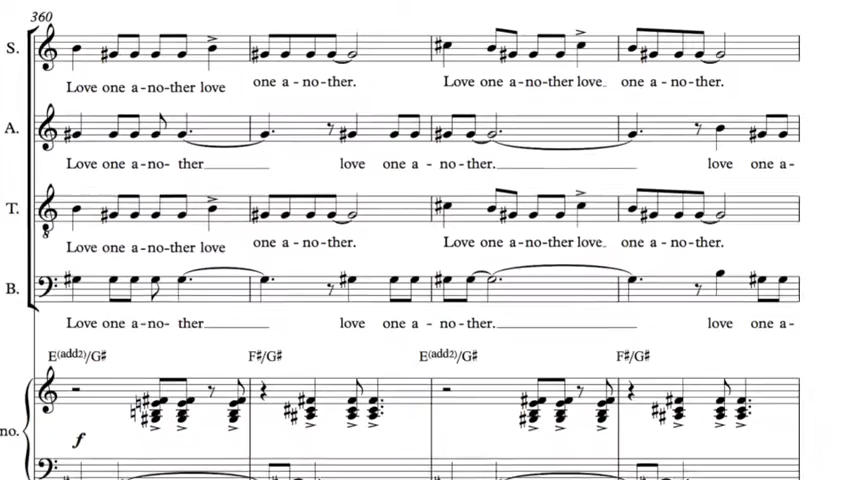 360
S.
Love one a-no-ther love one a-no-ther. Love one a-no-ther love one a-no-ther.
A.
Love one a-no- ther love one a - no-ther. love one a-
T.
Love one a-no-ther love one a-no-ther. Love one a-no-ther love one a-no-ther.
B.
Love one a-no- ther love one a - no-ther. love one a-
E(add2)/G♯ F♯/G♯ E(add2)/G♯ F♯/G♯
no.
f